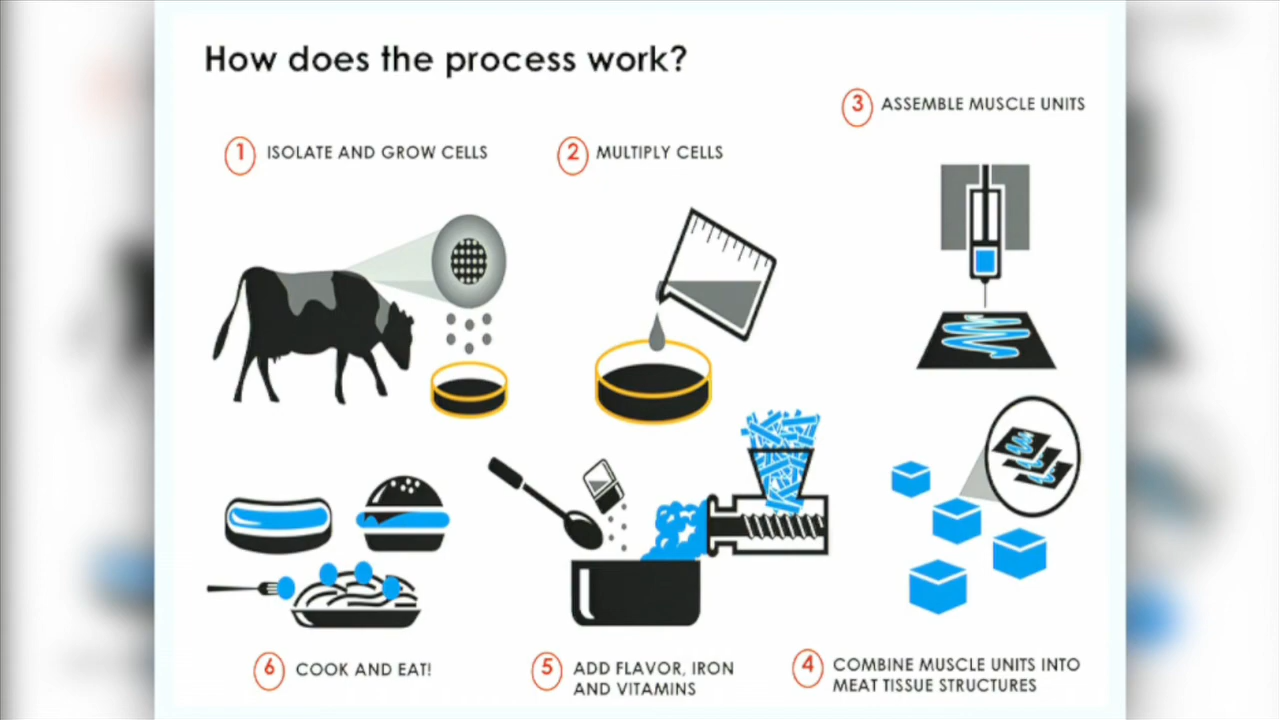 How does the process work?
1 ISOLATE AND GROW CELLS
2 MULTIPLY CELLS
3 ASSEMBLE MUSCLE UNITS
4 COMBINE MUSCLE UNITS INTO
MEAT TISSUE STRUCTURES
5 ADD FLAVOR, IRON
AND VITAMINS
6 COOK AND EAT!